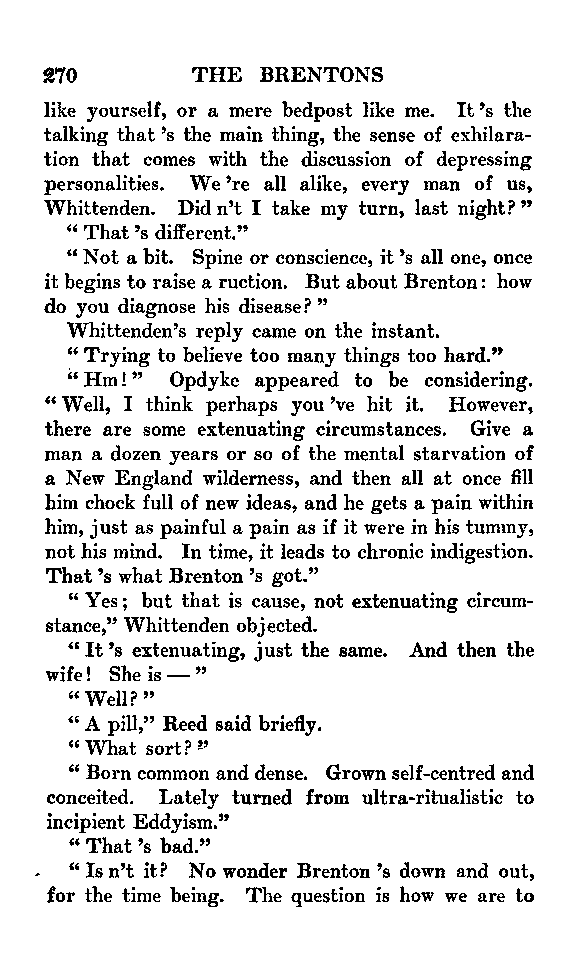 270 THE BRENTONS
like yourself, or a mere bedpost like me. It 's the
talking that 's the main thing, the sense of exhilara-
tion that comes with the discussion of depressing
personalities. We 're all alike, every man of us,
Whittenden. Did n't I take my turn, last night? "
" That 's different."
" Not a bit. Spine or conscience, it 's all one, once
it begins to raise a ruction. But about Brenton: how
do you diagnose his disease? "
Whittenden's reply came on the instant.
" Trying to believe too many things too hard."
" Hm! " Opdyke appeared to be considering.
" Well, I think perhaps you 've hit it. However,
there are some extenuating circumstances. Give a
man a dozen years or so of the mental starvation of
a New England wilderness, and then all at once fill
him chock full of new ideas, and he gets a pain within
him, just as painful a pain as if it were in his tummy,
not his mind. In time, it leads to chronic indigestion.
That 's what Brenton 's got."
" Yes; but that is cause, not extenuating circum-
stance," Whittenden objected.
" It 's extenuating, just the same. And then the
wife! She is — "
" Well? "
" A pill," Reed said briefly.
" What sort? "
" Born common and dense. Grown self-centred and
conceited. Lately turned from ultra-ritualistic to
incipient Eddyism."
" That 's bad."
" Is n't it? No wonder Brenton 's down and out,
for the time being. The question is how we are to